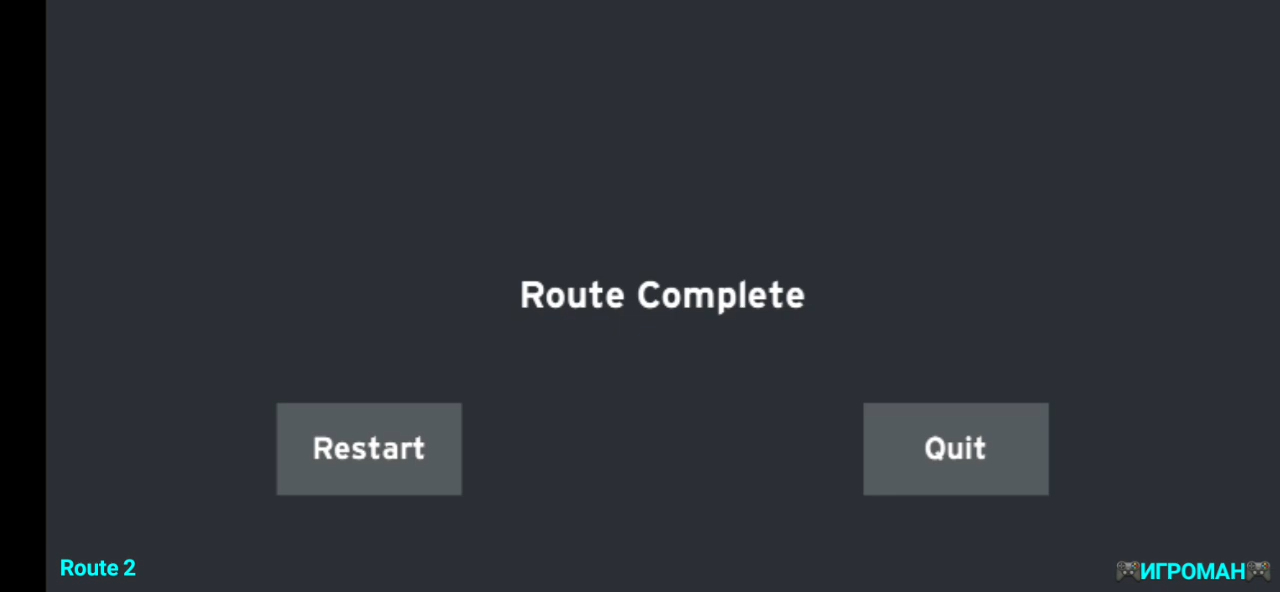 Route Complete
Restart
Quit
Route 2
🎮ИГРОМАН🎮